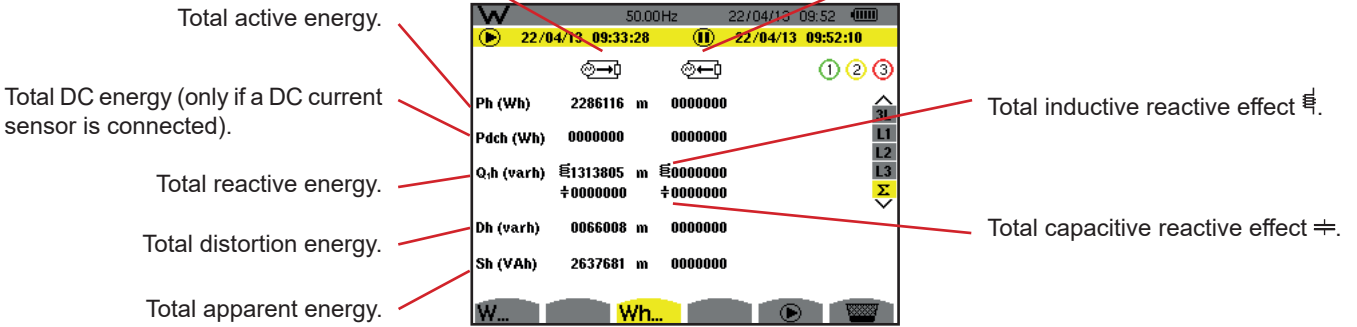 W 50.00Hz 22/04/13 09:52
22/04/13 09:33:28 22/04/13 09:52:10
1 2 3
Total active energy.
Total DC energy (only if a DC current
sensor is connected).
Total reactive energy.
Total distortion energy.
Total apparent energy.
Ph (Wh) 2286116 m 0000000
Pdch (Wh) 0000000 0000000
Q₁h (varh) 1313805 m 0000000
0000000 0000000
Dh (varh) 0066008 m 0000000
Sh (VAh) 2637681 m 0000000
3L
L1
L2
L3
Σ
W... Wh...
Total inductive reactive effect .
Total capacitive reactive effect .